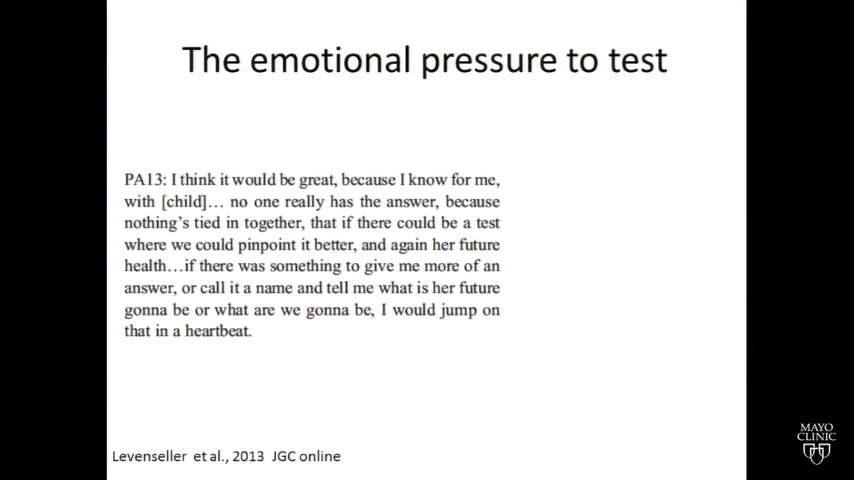 The emotional pressure to test
PA13: I think it would be great, because I know for me,
with [child]… no one really has the answer, because
nothing's tied in together, that if there could be a test
where we could pinpoint it better, and again her future
health…if there was something to give me more of an
answer, or call it a name and tell me what is her future
gonna be or what are we gonna be, I would jump on
that in a heartbeat.
Levenseller et al., 2013 JGC online
MAYO
CLINIC